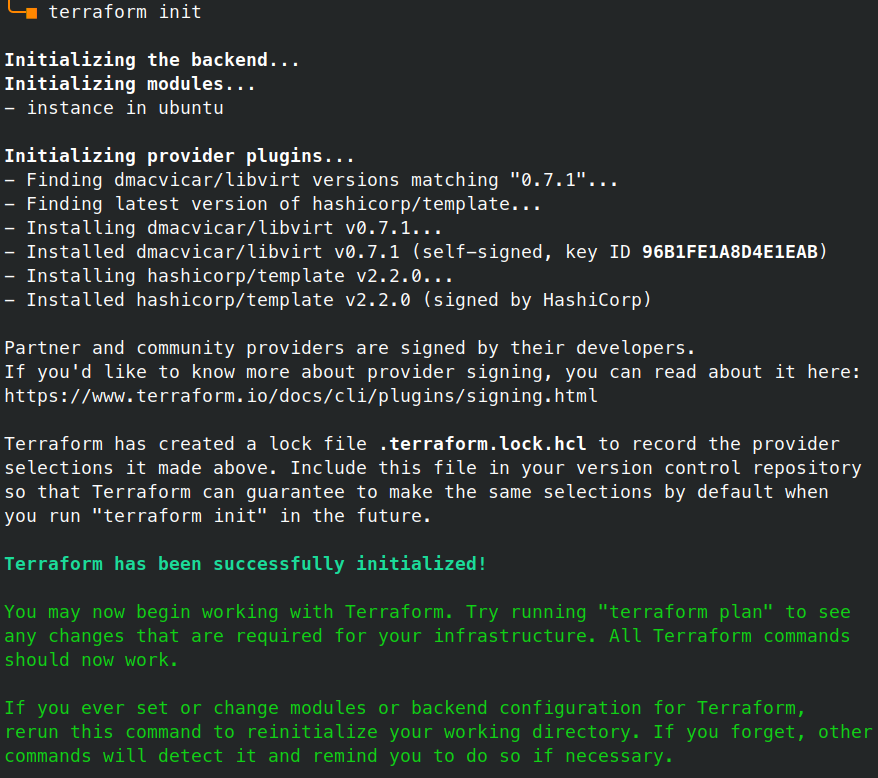 terraform init
Initializing the backend...
Initializing modules...
- instance in ubuntu
Initializing provider plugins...
- Finding dmacvicar/libvirt versions matching "0.7.1"...
- Finding latest version of hashicorp/template...
- Installing dmacvicar/libvirt v0.7.1...
- Installed dmacvicar/libvirt v0.7.1 (self-signed, key ID 96B1FE1A8D4E1EAB)
- Installing hashicorp/template v2.2.0...
- Installed hashicorp/template v2.2.0 (signed by HashiCorp)
Partner and community providers are signed by their developers.
If you'd like to know more about provider signing, you can read about it here:
https://www.terraform.io/docs/cli/plugins/signing.html
Terraform has created a lock file .terraform.lock.hcl to record the provider
selections it made above. Include this file in your version control repository
so that Terraform can guarantee to make the same selections by default when
you run "terraform init" in the future.
Terraform has been successfully initialized!
You may now begin working with Terraform. Try running "terraform plan" to see
any changes that are required for your infrastructure. All Terraform commands
should now work.
If you ever set or change modules or backend configuration for Terraform,
rerun this command to reinitialize your working directory. If you forget, other
commands will detect it and remind you to do so if necessary.